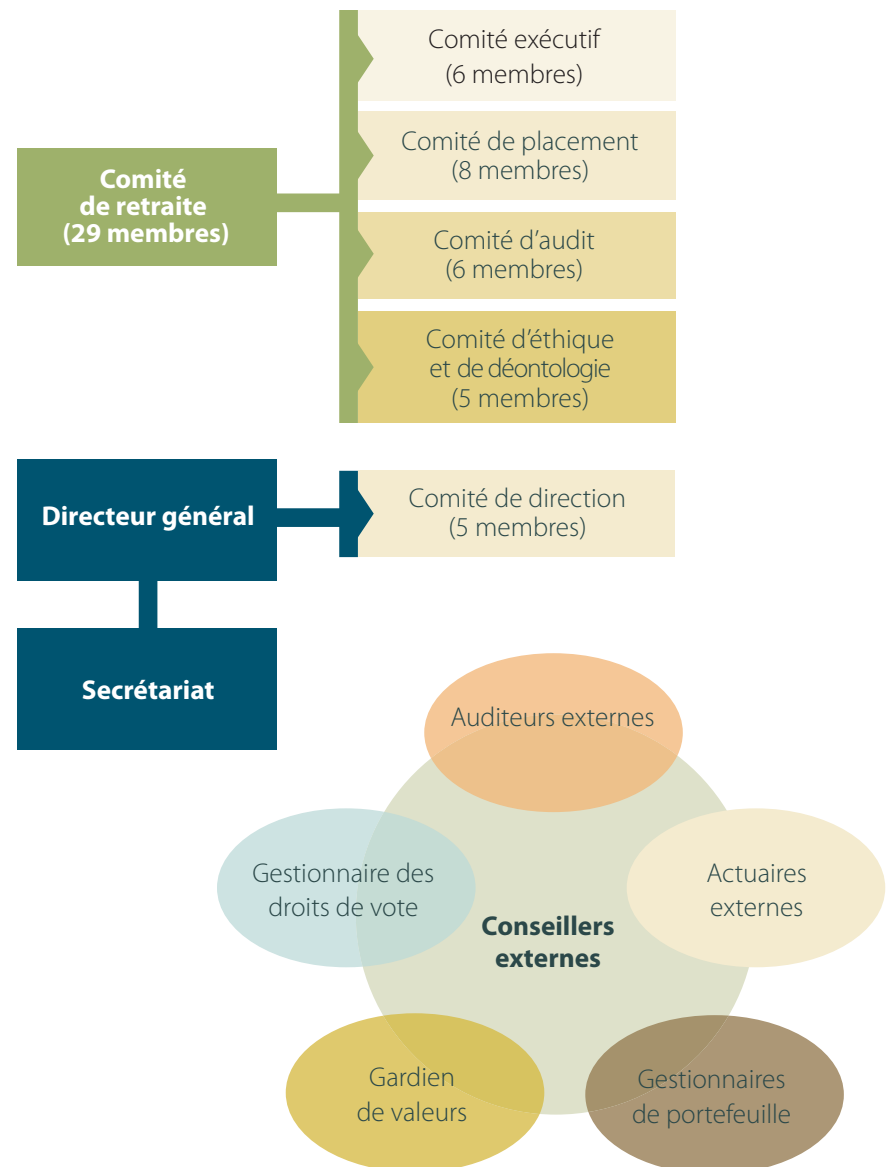 Comité exécutif
(6 membres)
Comité de placement
(8 membres)
Comité
de retraite
(29 membres)
Comité d'audit
(6 membres)
Comité d'éthique
et de déontologie
(5 membres)
Directeur général
Comité de direction
(5 membres)
Secrétariat
Auditeurs externes
Gestionnaire des
droits de vote
Actuaires
externes
Conseillers
externes
Gardien
de valeurs
Gestionnaires
de portefeuille